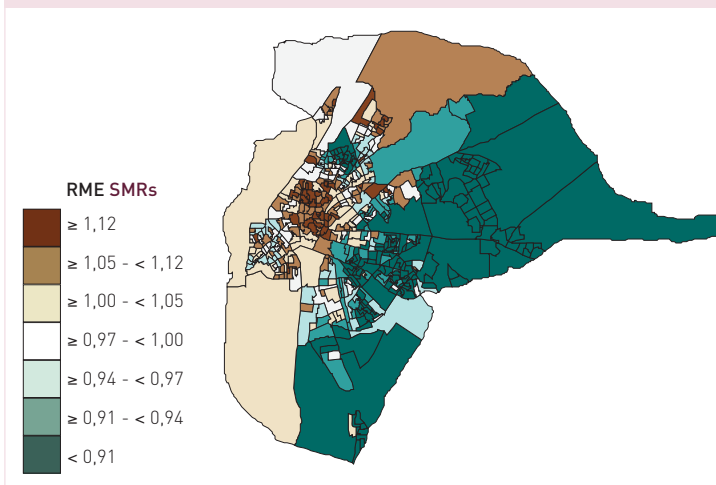 RME SMRs
≥ 1,12
≥ 1,05 - < 1,12
≥ 1,00 - < 1,05
≥ 0,97 - < 1,00
≥ 0,94 - < 0,97
≥ 0,91 - < 0,94
< 0,91